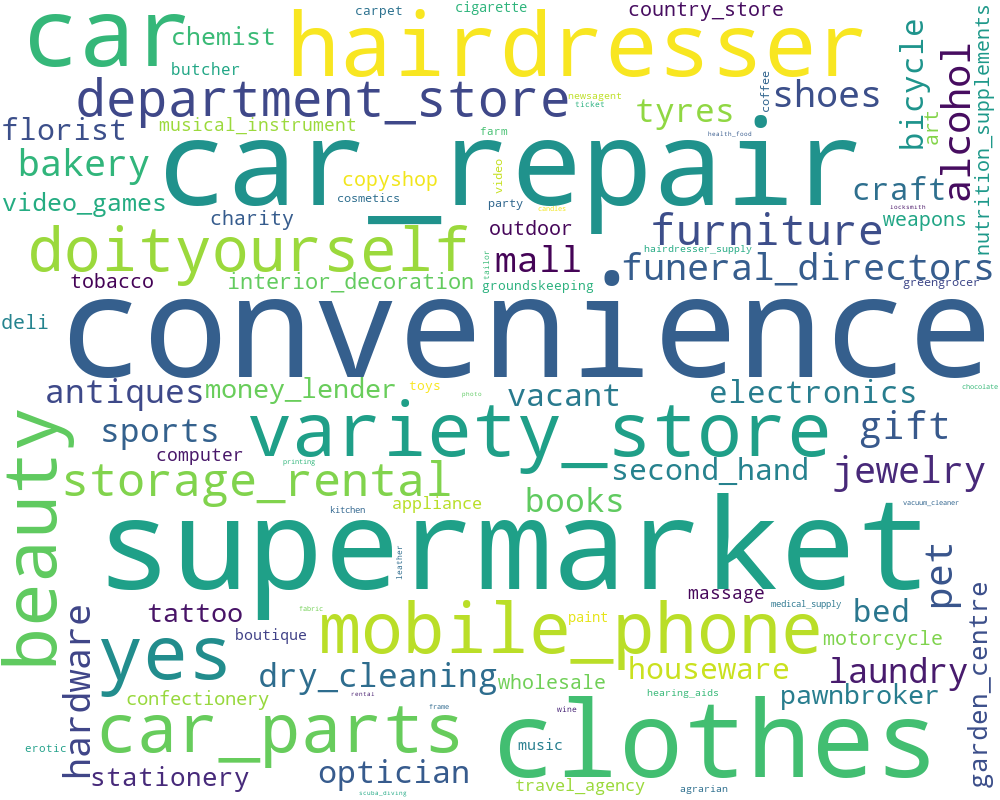 carpet
cigarette
country_store
car
chemist
hairdresser
butcher
department_store
newsagent
ticket
coffee
shoes
bicycle
alcohol
nutrition_supplements
art
florist
musical_instrument
farm
tyres
health_food
bakery
car_repair
video
copyshop
cosmetics
party
candles
craft
locksmith
video_games
charity
outdoor
furniture
weapons
doityourself
tailor
mall
hairdresser_supply
funeral_directors
tobacco
interior_decoration
groundskeeping
greengrocer
deli
convenience
antiques
money_lender
toys
photo
vacant
electronics
chocolate
beauty
sports
variety_store
gift
computer
printing
storage_rental
second_hand
jewelry
appliance
books
kitchen
vacuum_cleaner
supermarket
leather
pet
garden_centre
massage
medical_supply
hardware
tattoo
fabric
boutique
mobile_phone
paint
bed
motorcycle
yes
dry_cleaning
wholesale
houseware
laundry
confectionery
rental
hearing_aids
pawnbroker
car_parts
frame
wine
clothes
erotic
music
stationery
optician
travel_agency
agrarian
scuba_diving